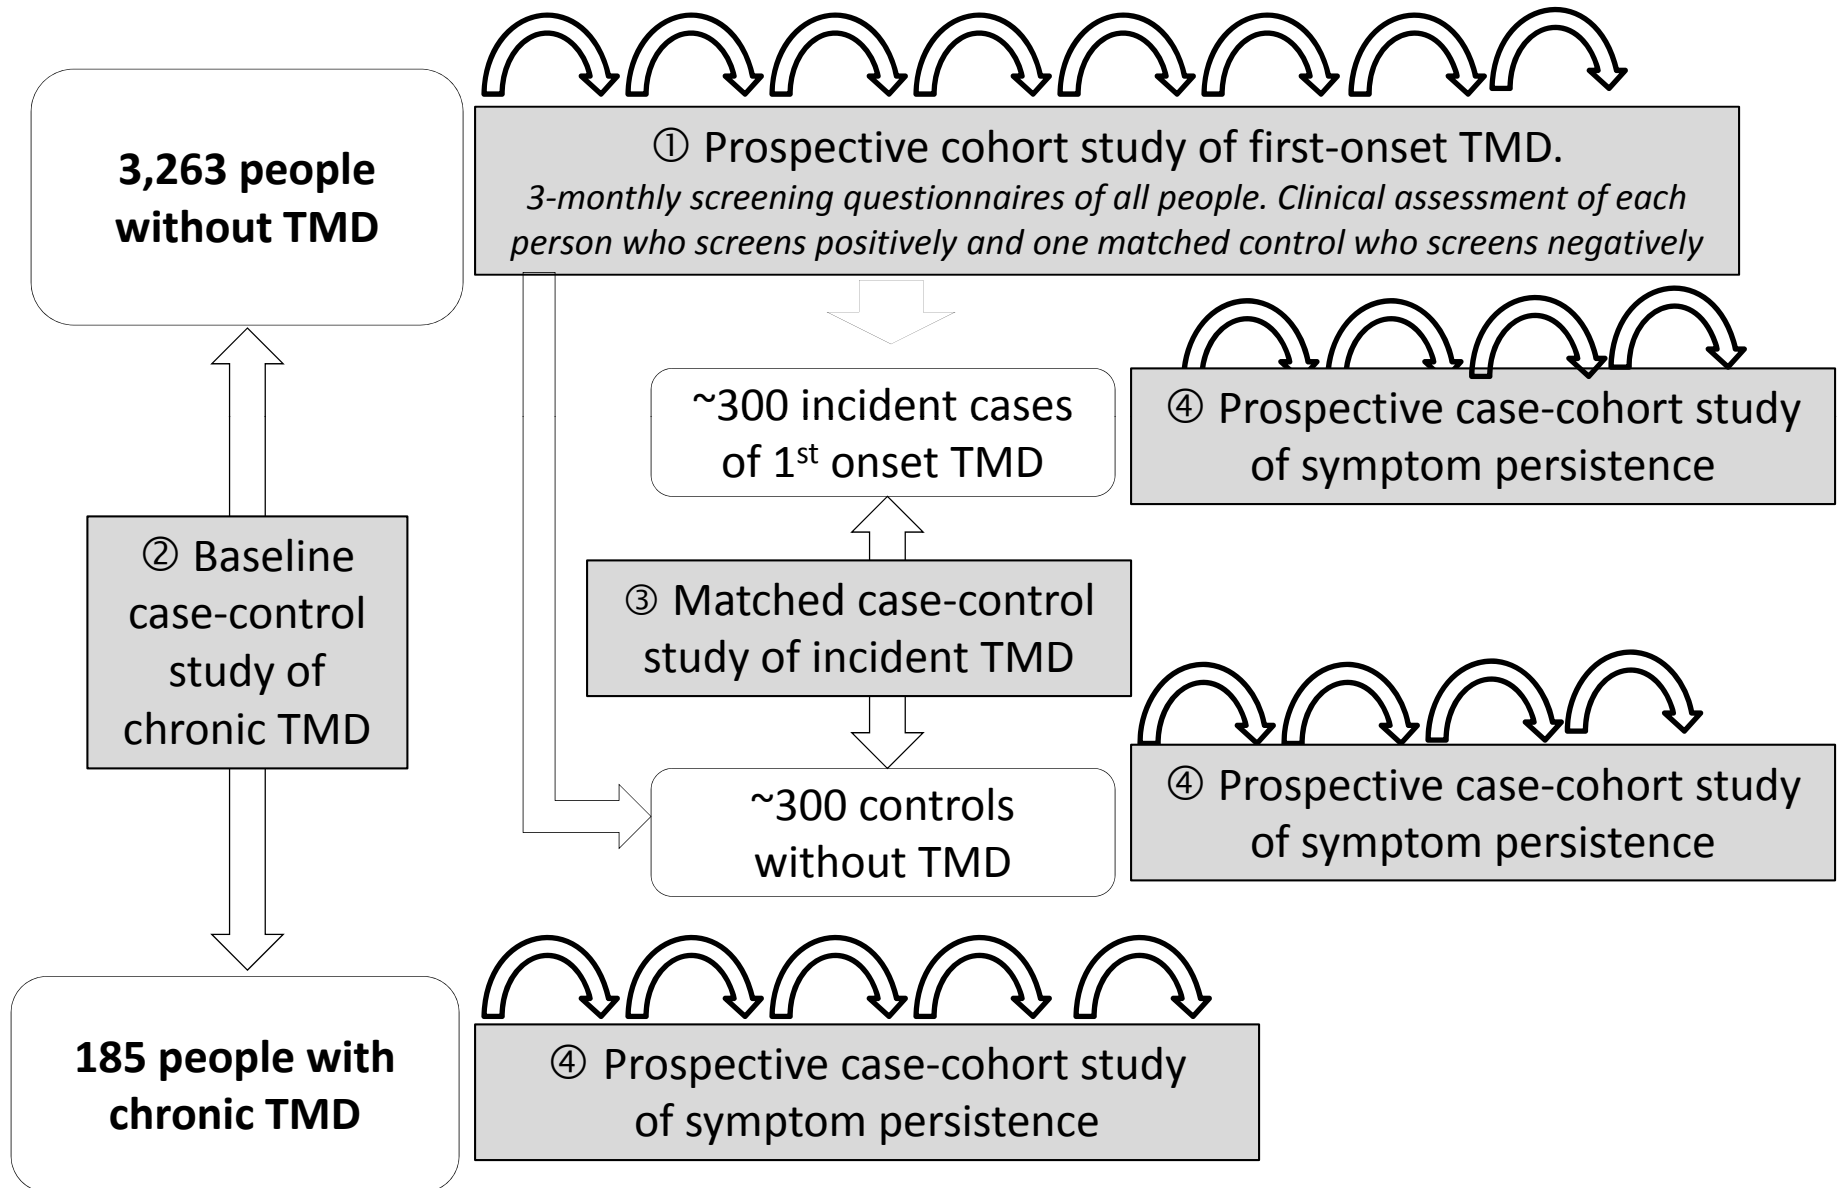 3,263 people
without TMD
① Prospective cohort study of first-onset TMD.
3-monthly screening questionnaires of all people. Clinical assessment of each
person who screens positively and one matched control who screens negatively
~300 incident cases
of 1st onset TMD
④ Prospective case-cohort study
of symptom persistence
② Baseline
case-control
study of
chronic TMD
③ Matched case-control
study of incident TMD
~300 controls
without TMD
④ Prospective case-cohort study
of symptom persistence
185 people with
chronic TMD
④ Prospective case-cohort study
of symptom persistence